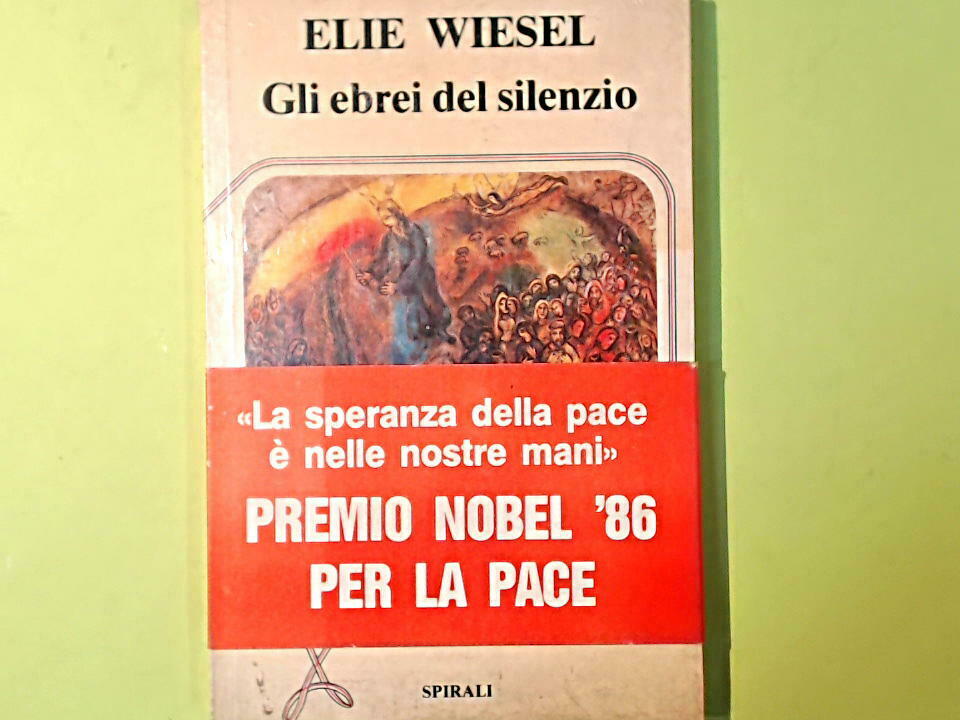 ELIE WIESEL
Gli ebrei del silenzio
«La speranza della pace
è nelle nostre mani»
PREMIO NOBEL '86
PER LA PACE
SPIRALI